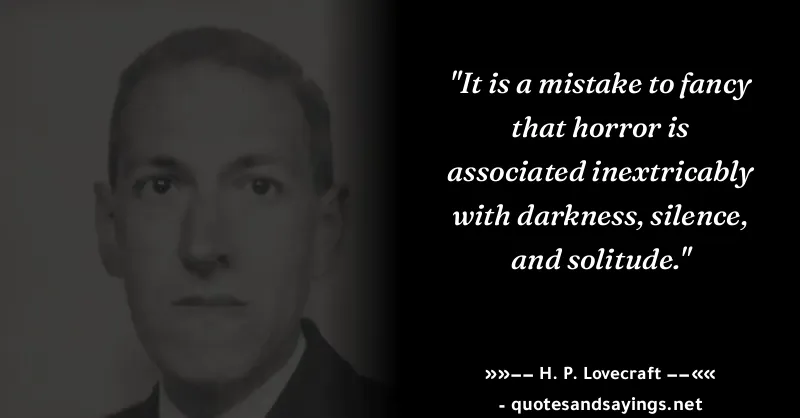 "It is a mistake to fancy
that horror is
associated inextricably
with darkness, silence,
and solitude."
»»-- H. P. Lovecraft --««
- quotesandsayings.net